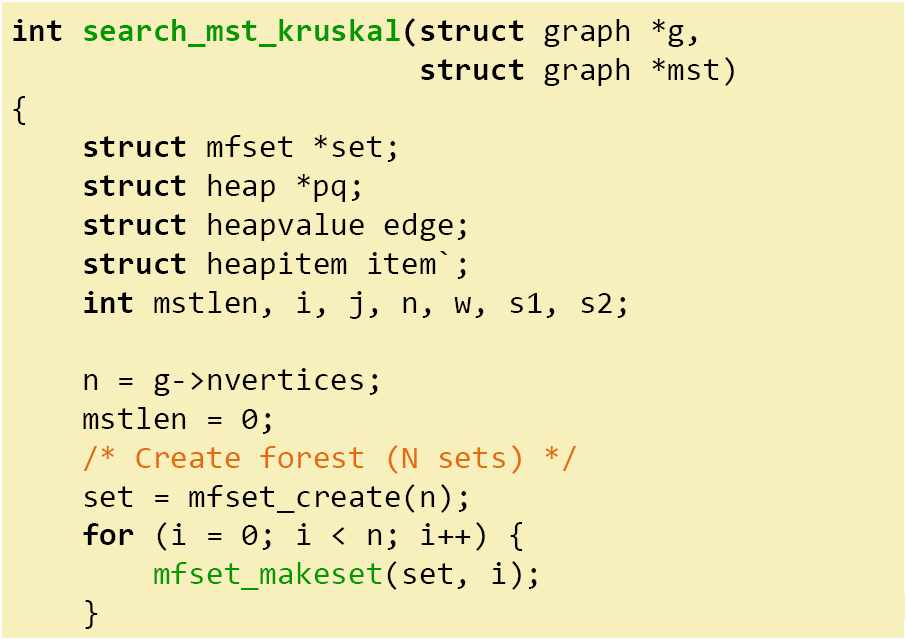 int search_mst_kruskal(struct graph *g,
                       struct graph *mst)
{
    struct mfset *set;
    struct heap *pq;
    struct heapvalue edge;
    struct heapitem item`;
    int mstlen, i, j, n, w, s1, s2;

    n = g->nvertices;
    mstlen = 0;
    /* Create forest (N sets) */
    set = mfset_create(n);
    for (i = 0; i < n; i++) {
        mfset_makeset(set, i);
    }